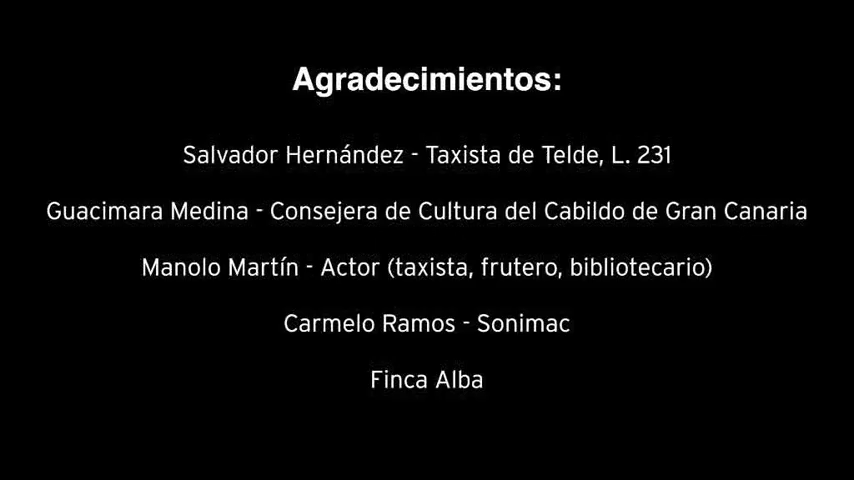 Agradecimientos:
Salvador Hernández - Taxista de Telde, L. 231
Guacimara Medina - Consejera de Cultura del Cabildo de Gran Canaria
Manolo Martín - Actor (taxista, frutero, bibliotecario)
Carmelo Ramos - Sonimac
Finca Alba